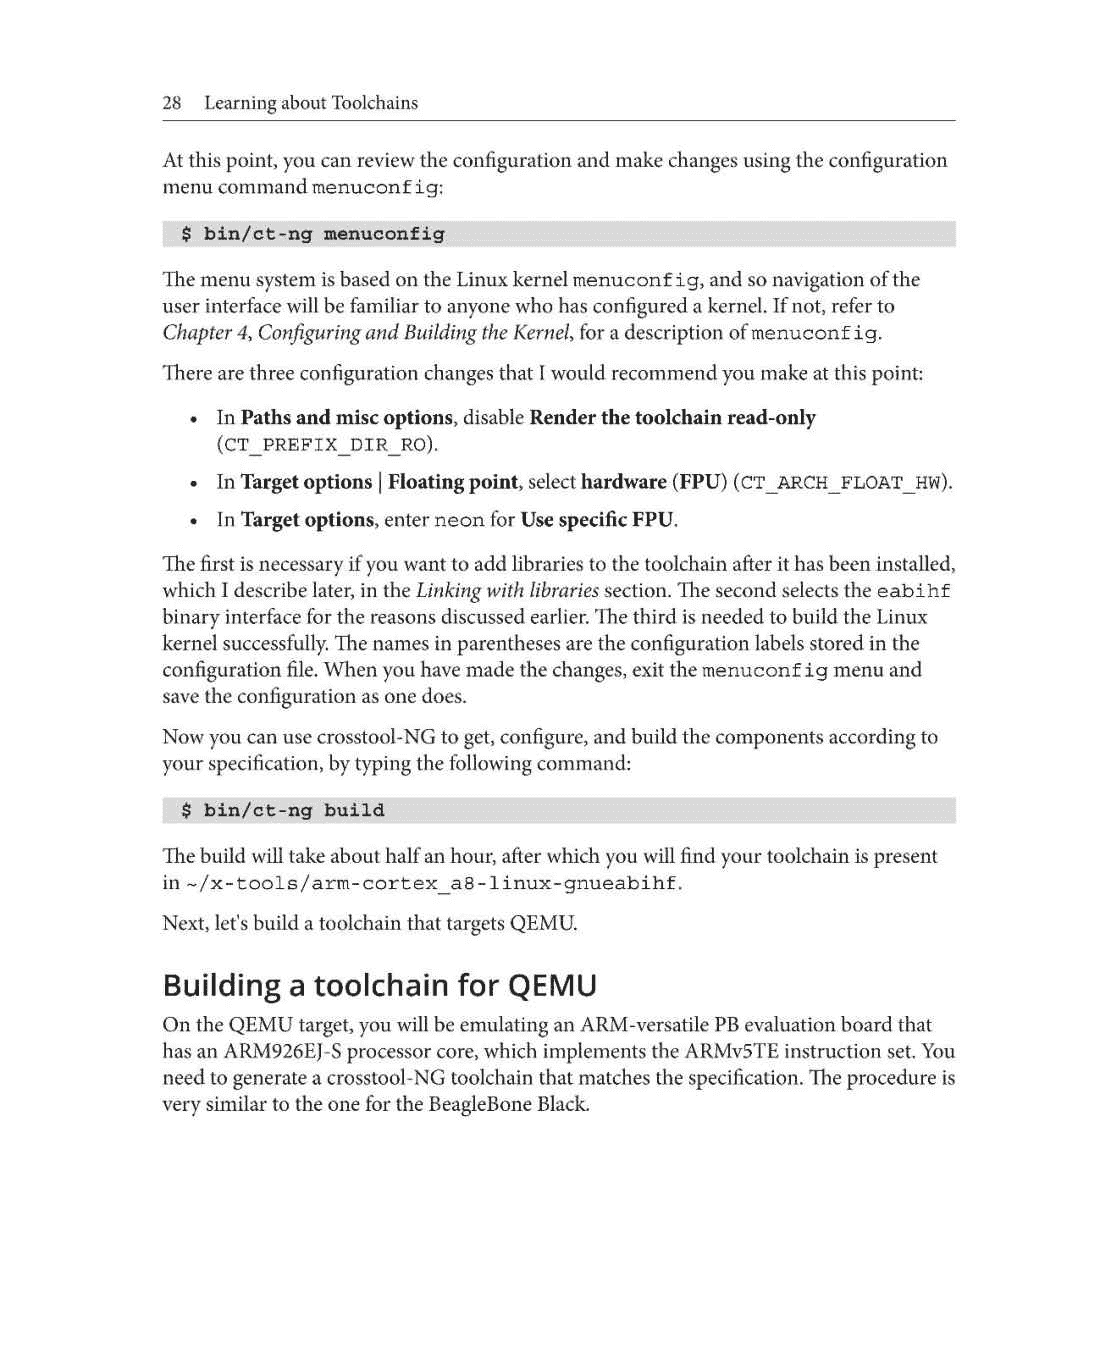 28 Learning about Toolchains
At this point, you can review the configuration and make changes using the configuration
menu command menuconfig:
$ bin/ct-ng menuconfig
The menu system is based on the Linux kernel menuconfig, and so navigation of the
user interface will be familiar to anyone who has configured a kernel. If not, refer to
Chapter 4, Configuring and Building the Kernel, for a description of menuconfig.
There are three configuration changes that I would recommend you make at this point:
• In Paths and misc options, disable Render the toolchain read-only
(CT_PREFIX_DIR_RO).
• In Target options | Floating point, select hardware (FPU) (CT_ARCH_FLOAT_HW).
• In Target options, enter neon for Use specific FPU.
The first is necessary if you want to add libraries to the toolchain after it has been installed,
which I describe later, in the Linking with libraries section. The second selects the eabihf
binary interface for the reasons discussed earlier. The third is needed to build the Linux
kernel successfully. The names in parentheses are the configuration labels stored in the
configuration file. When you have made the changes, exit the menuconfig menu and
save the configuration as one does.
Now you can use crosstool-NG to get, configure, and build the components according to
your specification, by typing the following command:
$ bin/ct-ng build
The build will take about half an hour, after which you will find your toolchain is present
in ~/x-tools/arm-cortex_a8-linux-gnueabihf.
Next, let's build a toolchain that targets QEMU.
Building a toolchain for QEMU
On the QEMU target, you will be emulating an ARM-versatile PB evaluation board that
has an ARM926EJ-S processor core, which implements the ARMv5TE instruction set. You
need to generate a crosstool-NG toolchain that matches the specification. The procedure is
very similar to the one for the BeagleBone Black.